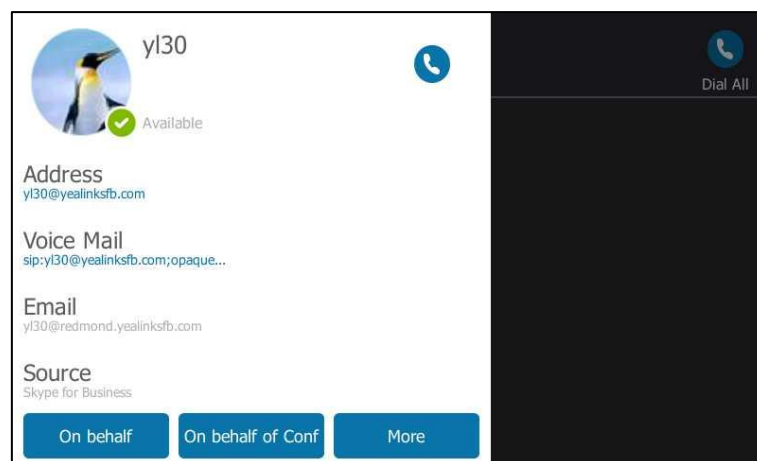 yl30
Available
Dial All
Address
yl30@yealinksfb.com
Voice Mail
sip:yl30@yealinksfb.com;opaque...
Email
yl30@redmond.yealinksfb.com
Source
Skype for Business
On behalf
On behalf of Conf
More